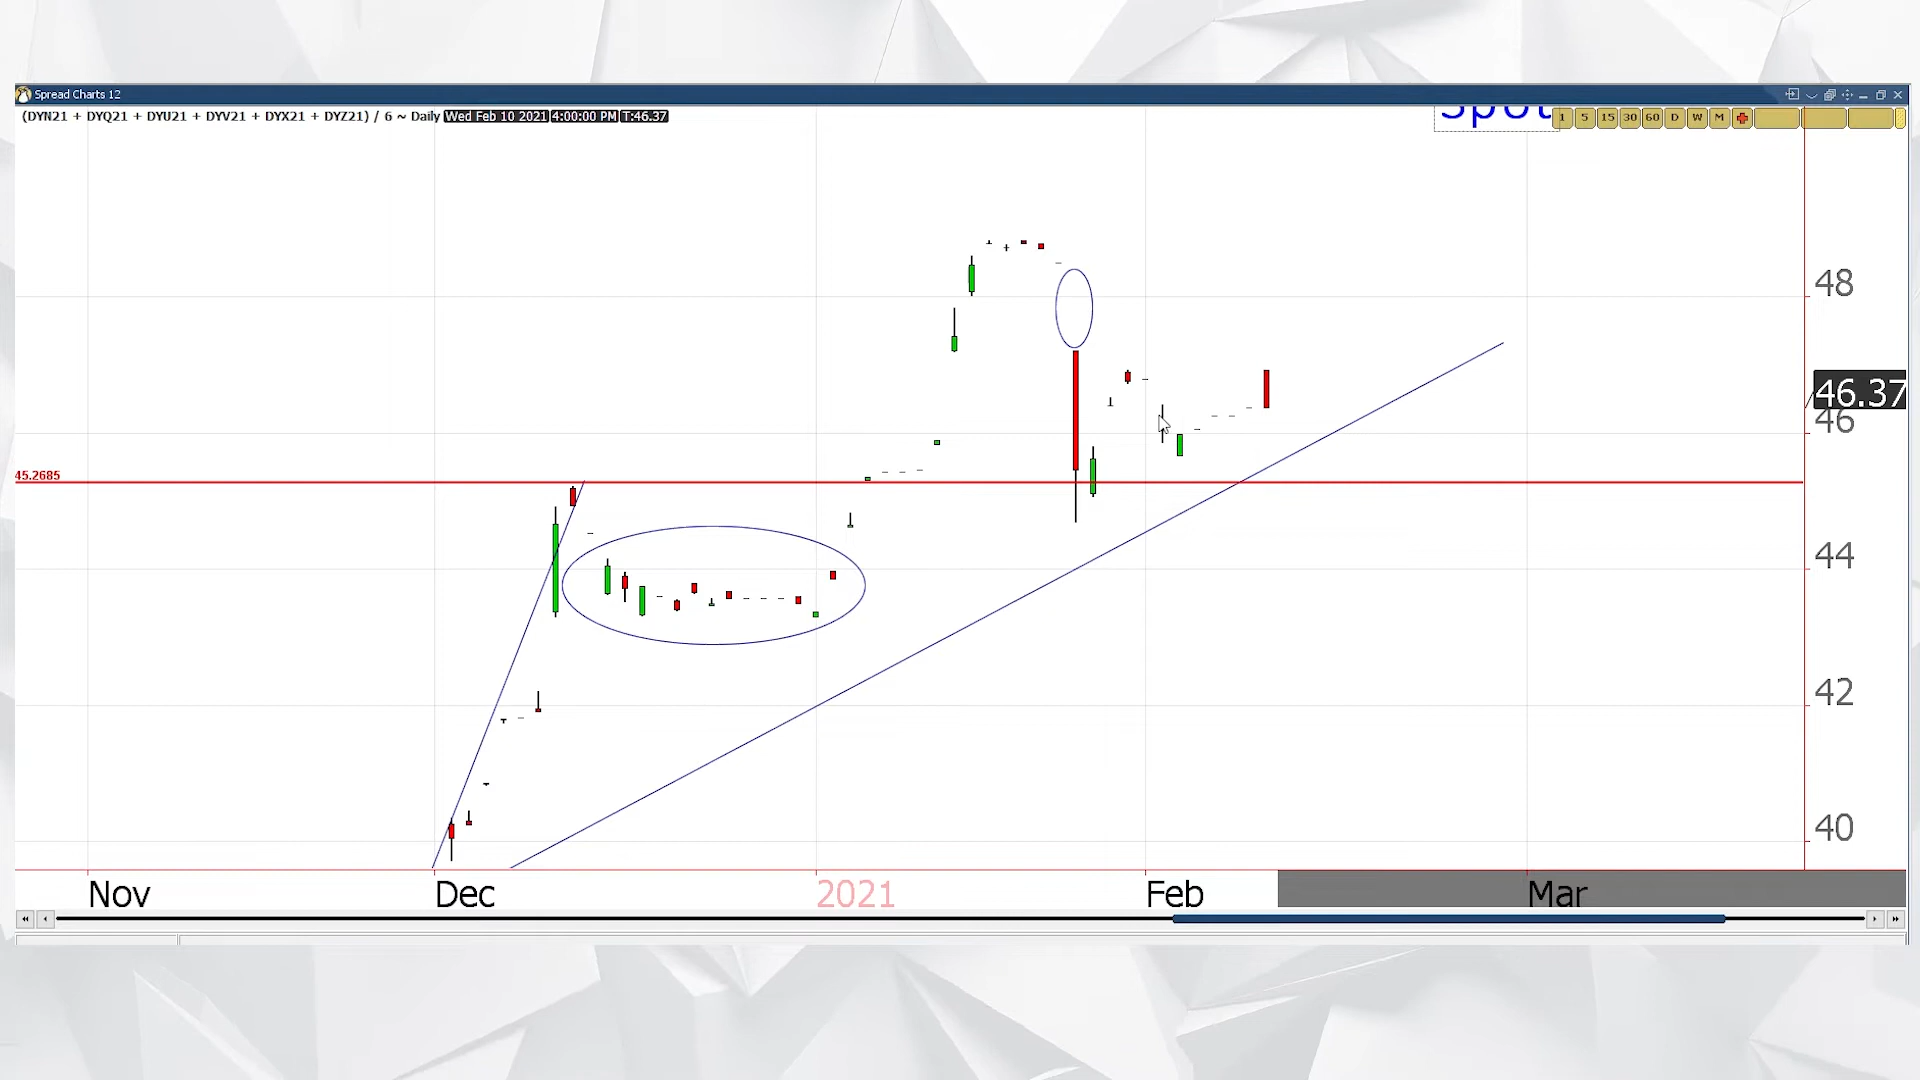 Spread Charts 12
(DYN21 + DYQ21 + DYU21 + DYV21 + DYX21 + DYZ21) / 6 ~ Daily Wed Feb 10 2021 4:00:00 PM T:46.37
Spot
1 5 15 30 60 D W M
48
46.37
46
45.2685
44
42
40
Nov Dec 2021 Feb Mar